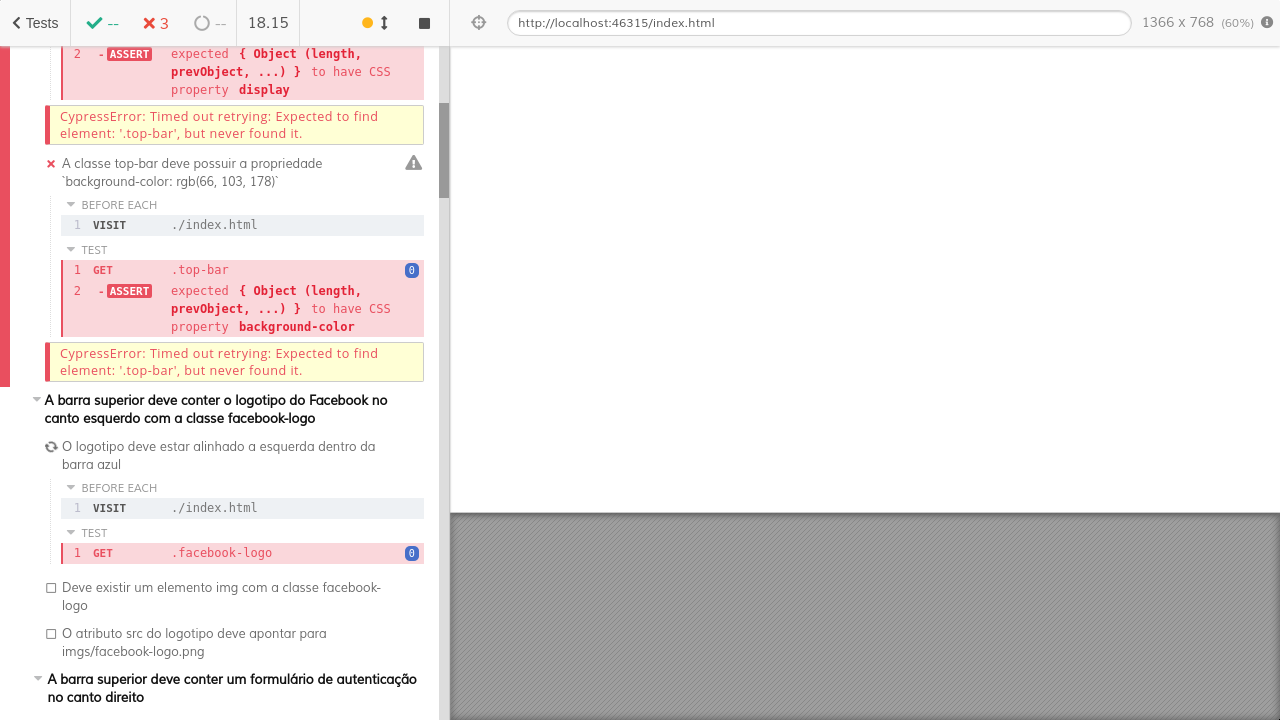 Tests
--
3
--
18.15
http://localhost:46315/index.html
1366 x 768 (60%)
2 - ASSERT expected { Object (length,
prevObject, ...) } to have CSS
property display
CypressError: Timed out retrying: Expected to find
element: '.top-bar', but never found it.
A classe top-bar deve possuir a propriedade
`background-color: rgb(66, 103, 178)`
BEFORE EACH
1 VISIT ./index.html
TEST
1 GET .top-bar 0
2 - ASSERT expected { Object (length,
prevObject, ...) } to have CSS
property background-color
CypressError: Timed out retrying: Expected to find
element: '.top-bar', but never found it.
A barra superior deve conter o logotipo do Facebook no
canto esquerdo com a classe facebook-logo
O logotipo deve estar alinhado a esquerda dentro da
barra azul
BEFORE EACH
1 VISIT ./index.html
TEST
1 GET .facebook-logo 0
Deve existir um elemento img com a classe facebook-
logo
O atributo src do logotipo deve apontar para
imgs/facebook-logo.png
A barra superior deve conter um formulário de autenticação
no canto direito